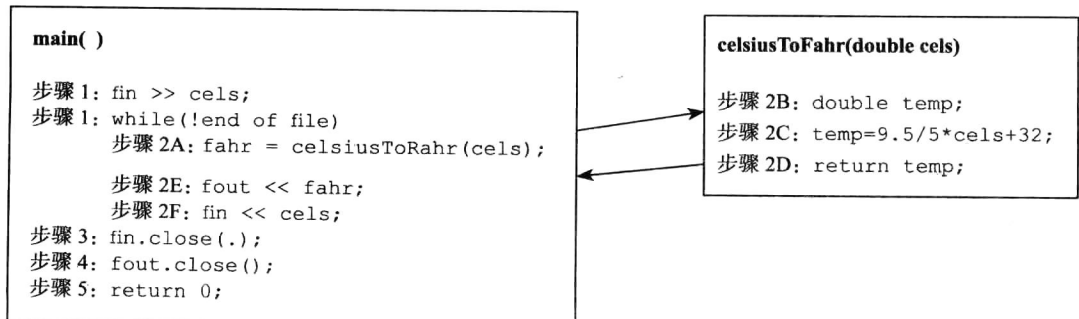 main( )
步骤 1: fin >> cels;
步骤 1: while(!end of file)
步骤 2A: fahr = celsiusToRahr(cels);
步骤 2E: fout << fahr;
步骤 2F: fin << cels;
步骤 3: fin.close(.);
步骤 4: fout.close();
步骤 5: return 0;
celsiusToFahr(double cels)
步骤 2B: double temp;
步骤 2C: temp=9.5/5*cels+32;
步骤 2D: return temp;